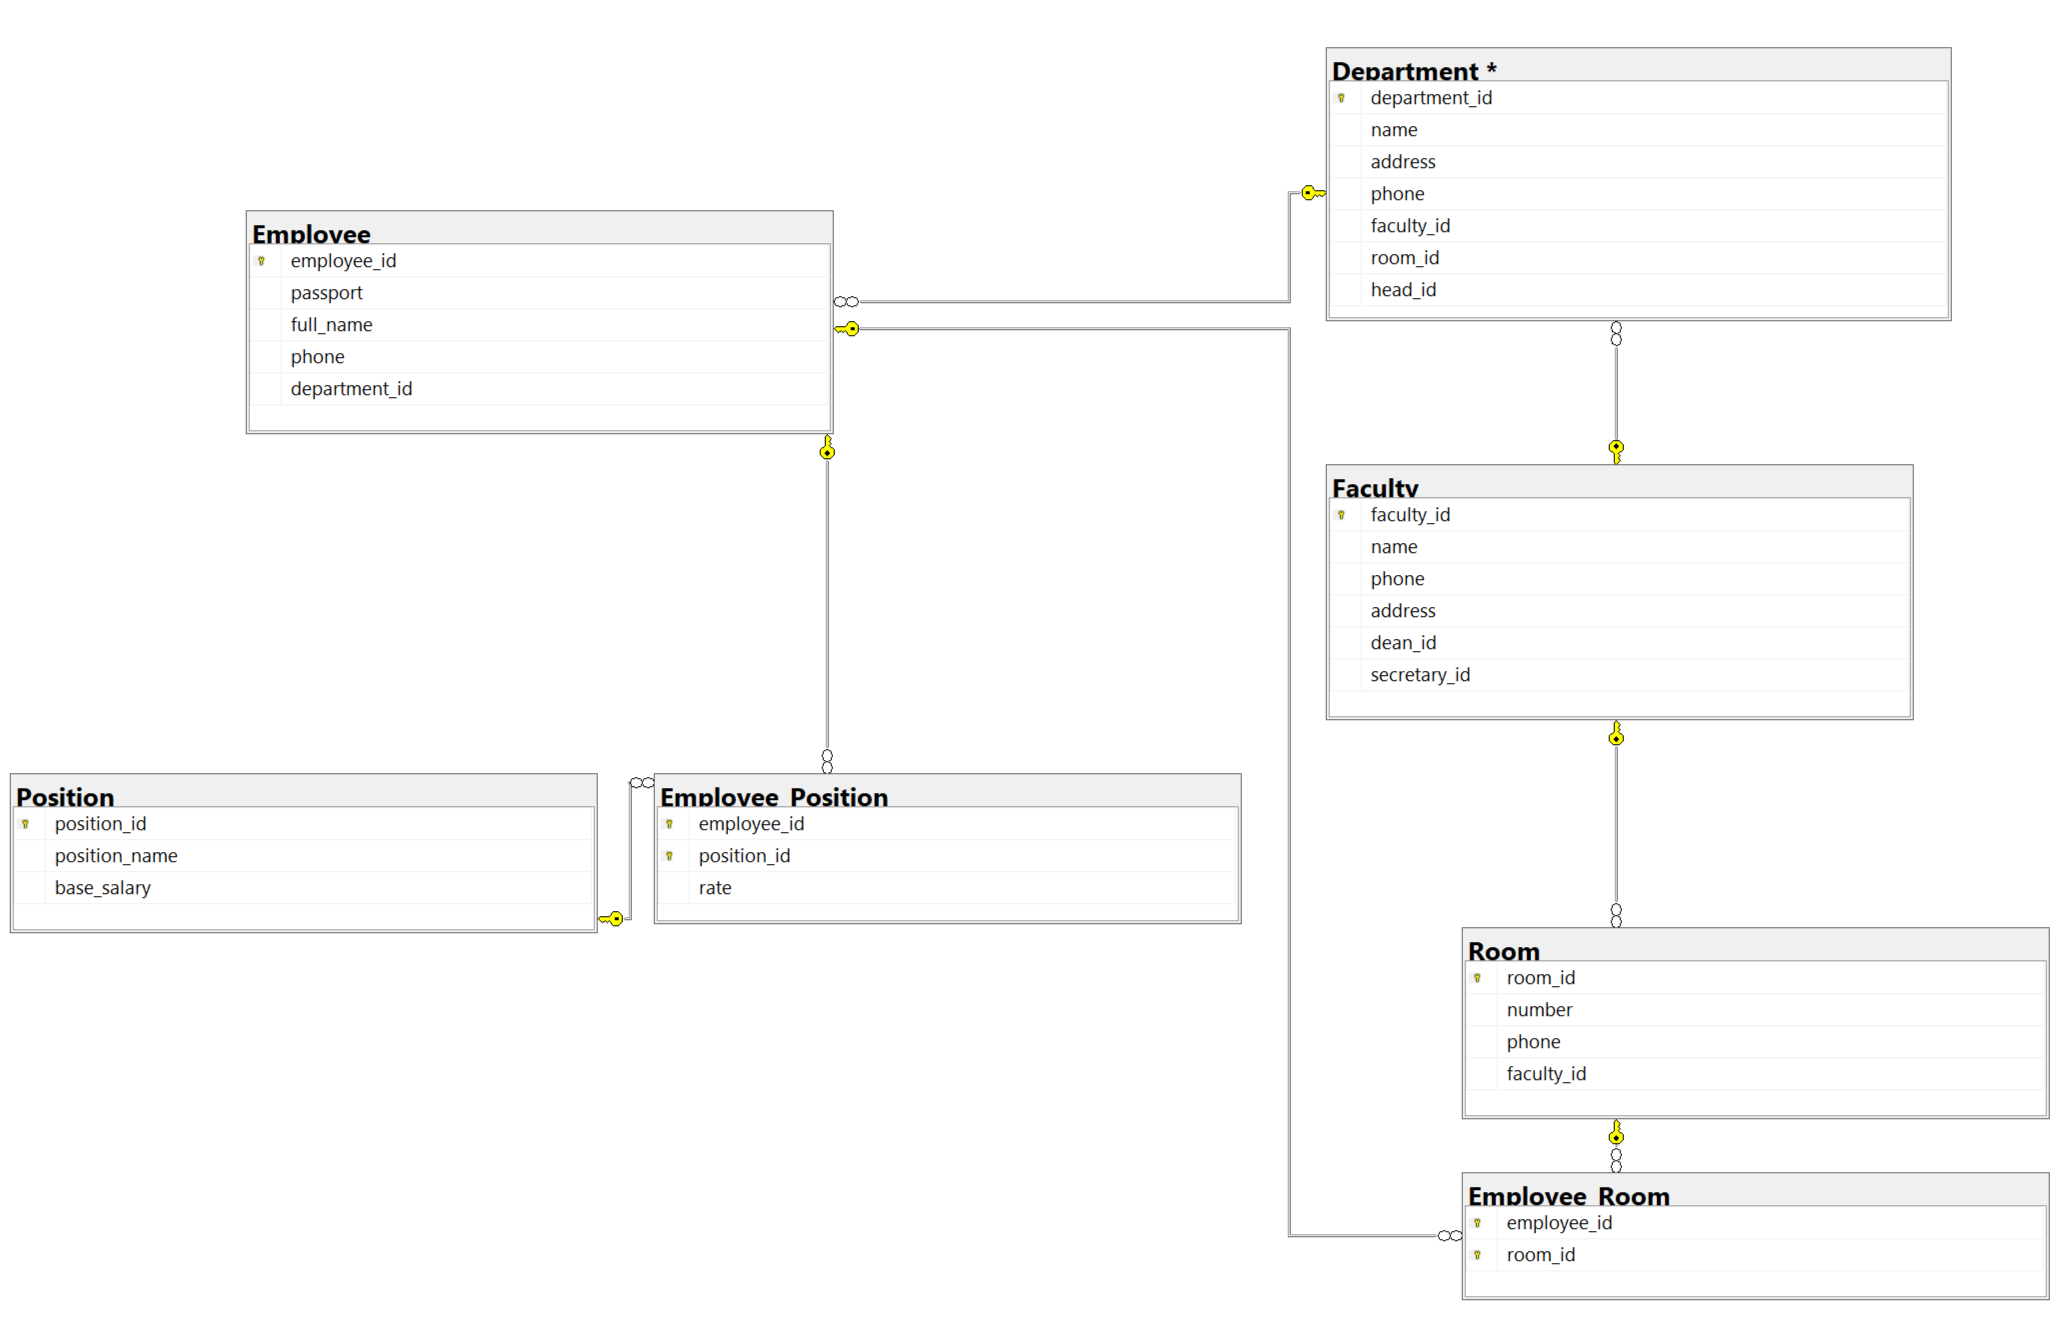 Department *
department_id
name
address
phone
faculty_id
room_id
head_id
Employee
employee_id
passport
full_name
phone
department_id
Faculty
faculty_id
name
phone
address
dean_id
secretary_id
Position
position_id
position_name
base_salary
Employee_Position
employee_id
position_id
rate
Room
room_id
number
phone
faculty_id
Employee_Room
employee_id
room_id